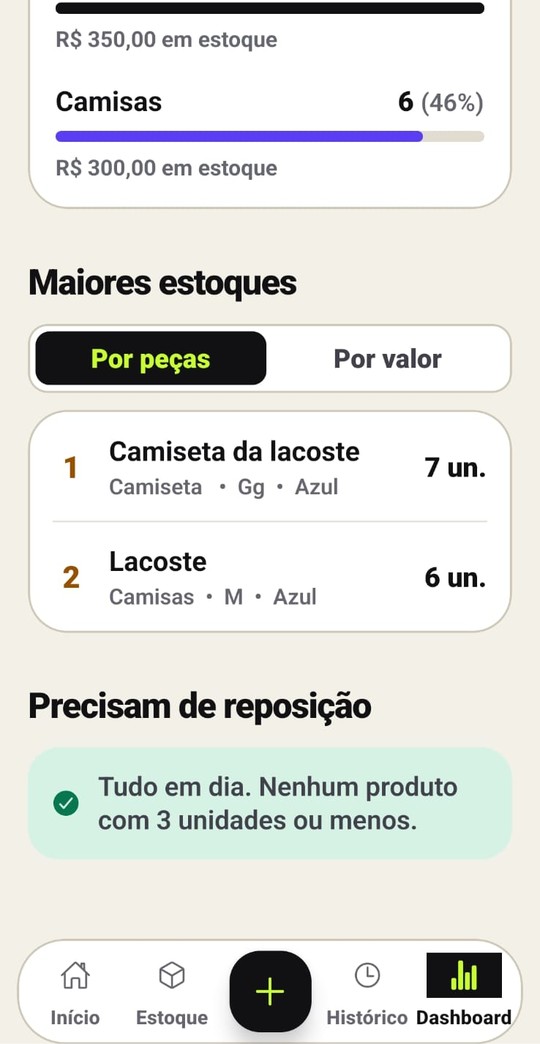 R$ 350,00 em estoque
Camisas 6 (46%)
R$ 300,00 em estoque
Maiores estoques
Por peças Por valor
1 Camiseta da lacoste 7 un.
Camiseta • Gg • Azul
2 Lacoste 6 un.
Camisas • M • Azul
Precisam de reposição
Tudo em dia. Nenhum produto
com 3 unidades ou menos.
Início Estoque Histórico Dashboard